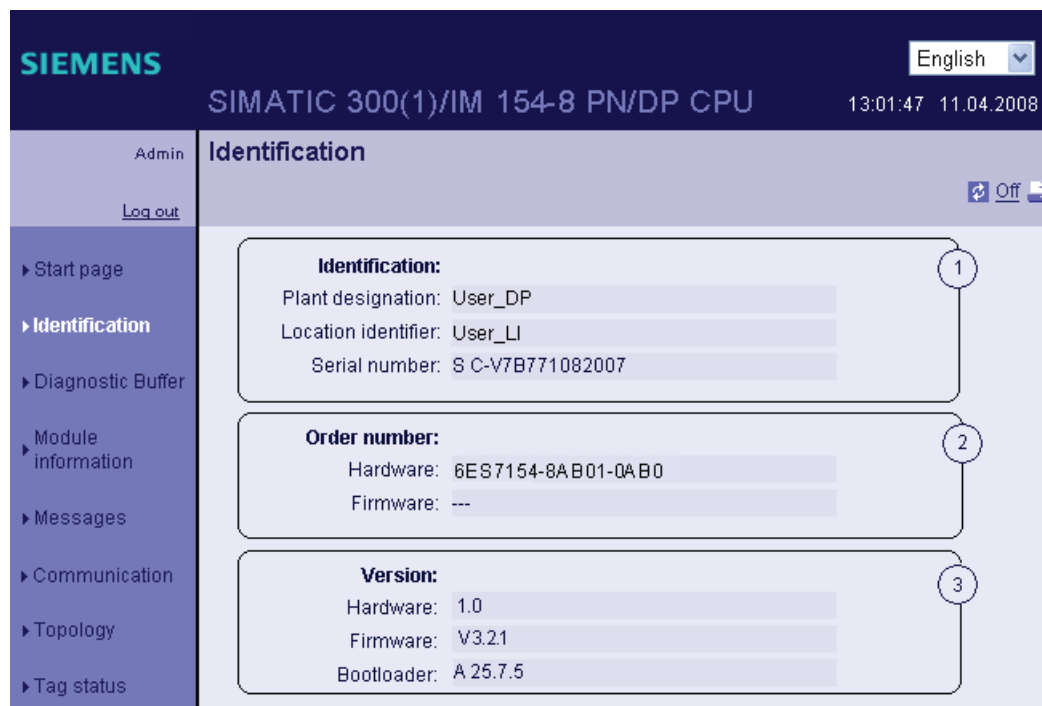 SIEMENS
English
SIMATIC 300(1)/IM 154-8 PN/DP CPU
13:01:47 11.04.2008
Admin
Identification
Off
Log out
Start page
Identification
Diagnostic Buffer
Module
information
Messages
Communication
Topology
Tag status
Identification:
1
Plant designation: User_DP
Location identifier: User_LI
Serial number: S C-V7B771082007
Order number:
2
Hardware: 6ES7154-8AB01-0AB0
Firmware: ---
Version:
3
Hardware: 1.0
Firmware: V3.2.1
Bootloader: A 25.7.5